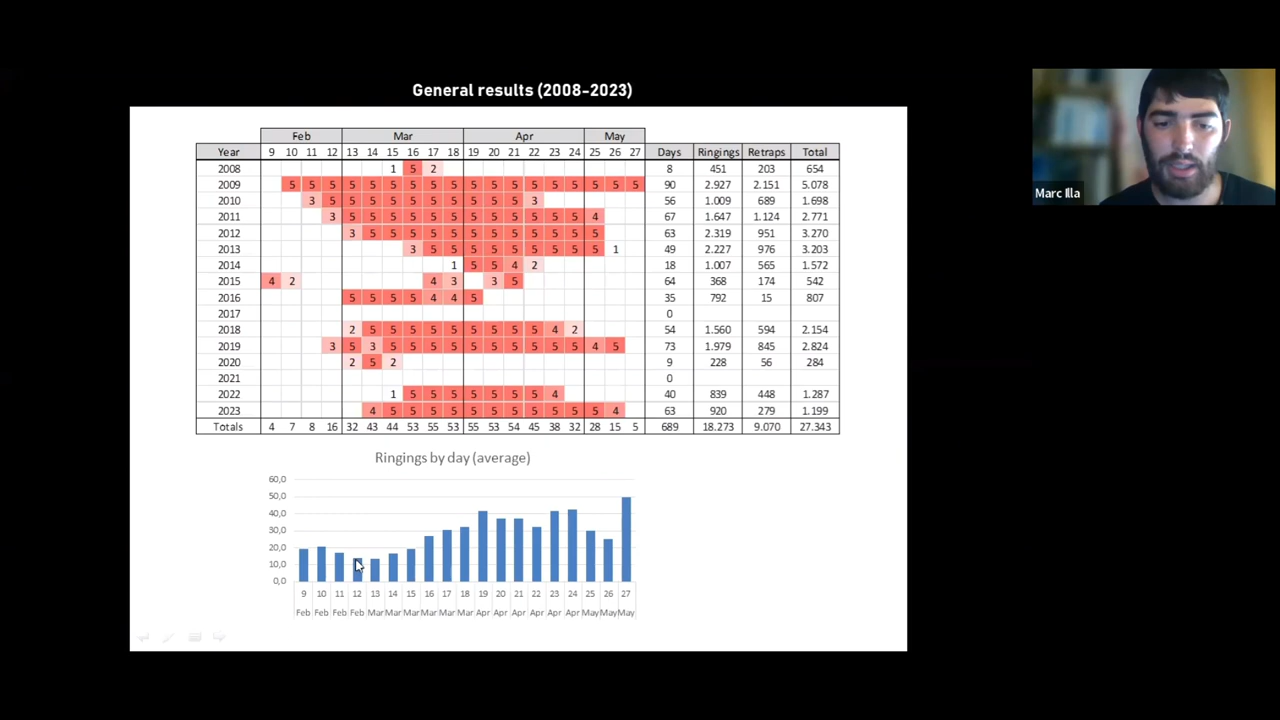 General results (2008-2023)
Marc Illa
Feb Mar Apr May
Year 9 10 11 12 13 14 15 16 17 18 19 20 21 22 23 24 25 26 27 Days Ringings Retraps Total
2008 1 5 2 8 451 203 654
2009 5 5 5 5 5 5 5 5 5 5 5 5 5 5 5 5 5 5 90 2.927 2.151 5.078
2010 3 5 5 5 5 5 5 5 5 5 5 3 56 1.009 689 1.698
2011 3 5 5 5 5 5 5 5 5 5 5 5 5 4 67 1.647 1.124 2.771
2012 3 5 5 5 5 5 5 5 5 5 5 5 5 63 2.319 951 3.270
2013 3 5 5 5 5 5 5 5 5 5 1 49 2.227 976 3.203
2014 1 5 5 4 2 18 1.007 565 1.572
2015 4 2 4 3 3 5 64 368 174 542
2016 5 5 5 5 4 4 5 35 792 15 807
2017 0
2018 2 5 5 5 5 5 5 5 5 5 4 2 54 1.560 594 2.154
2019 3 5 3 5 5 5 5 5 5 5 5 5 5 4 5 73 1.979 845 2.824
2020 2 5 2 9 228 56 284
2021 0
2022 1 5 5 5 5 5 5 5 4 40 839 448 1.287
2023 4 5 5 5 5 5 5 5 5 5 5 5 4 63 920 279 1.199
Totals 4 7 8 16 32 43 44 53 55 53 55 53 54 45 38 32 28 15 5 689 18.273 9.070 27.343
Ringings by day (average)
60,0
50,0
40,0
30,0
20,0
10,0
0,0
9 10 11 12 13 14 15 16 17 18 19 20 21 22 23 24 25 26 27
Feb Feb Feb Feb Mar Mar Mar Mar Mar Mar Apr Apr Apr Apr Apr Apr May May May